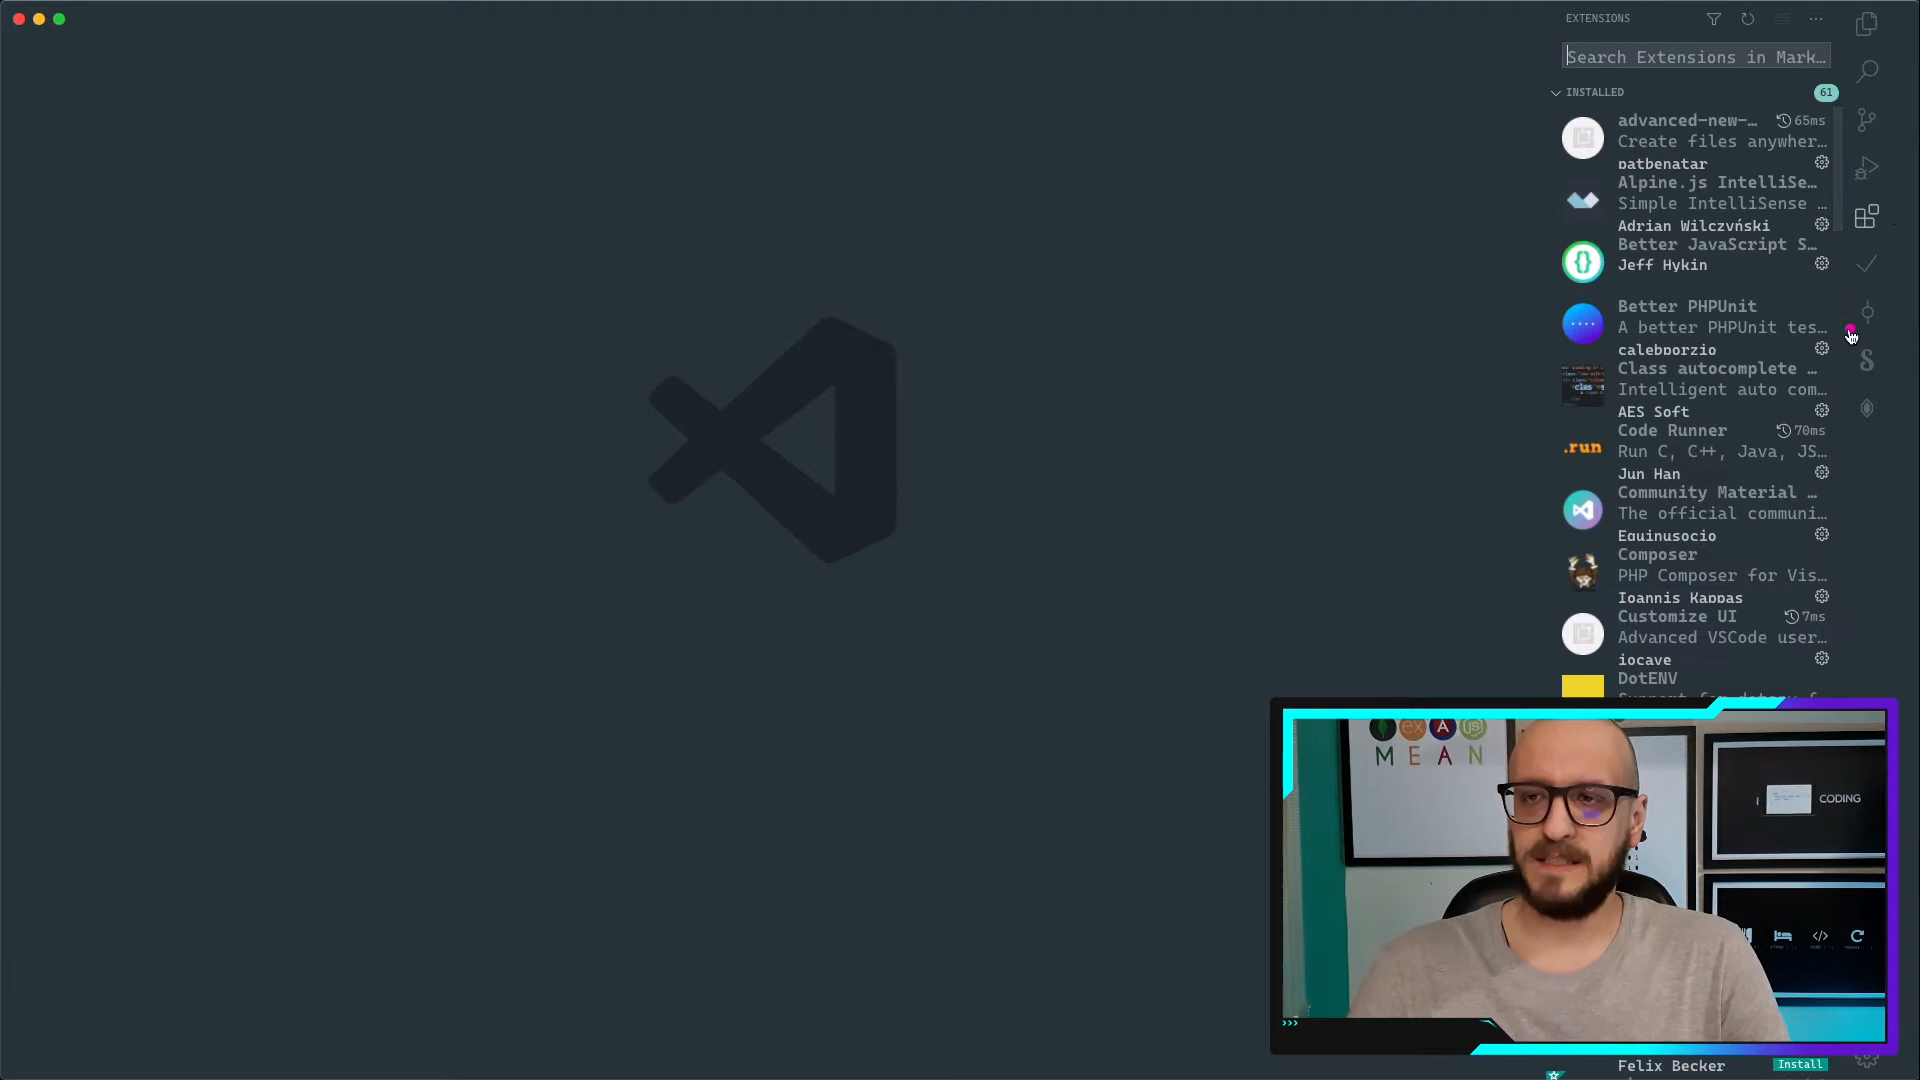 EXTENSIONS
Search Extensions in Mark…
INSTALLED
61
advanced-new-…
65ms
Create files anywher…
patbenatar
Alpine.js IntelliSe…
Simple IntelliSense …
Adrian Wilczyński
Better JavaScript S…
Jeff Hykin
Better PHPUnit
A better PHPUnit tes…
calebporzio
Class autocomplete …
Intelligent auto com…
AES Soft
Code Runner
70ms
.run
Run C, C++, Java, JS…
Jun Han
Community Material …
The official communi…
Equinusocio
Composer
PHP Composer for Vis…
Ioannis Kappas
Customize UI
7ms
Advanced VSCode user…
iocave
DotENV
ex A JS
MEAN
I CODING
Felix Becker
Install